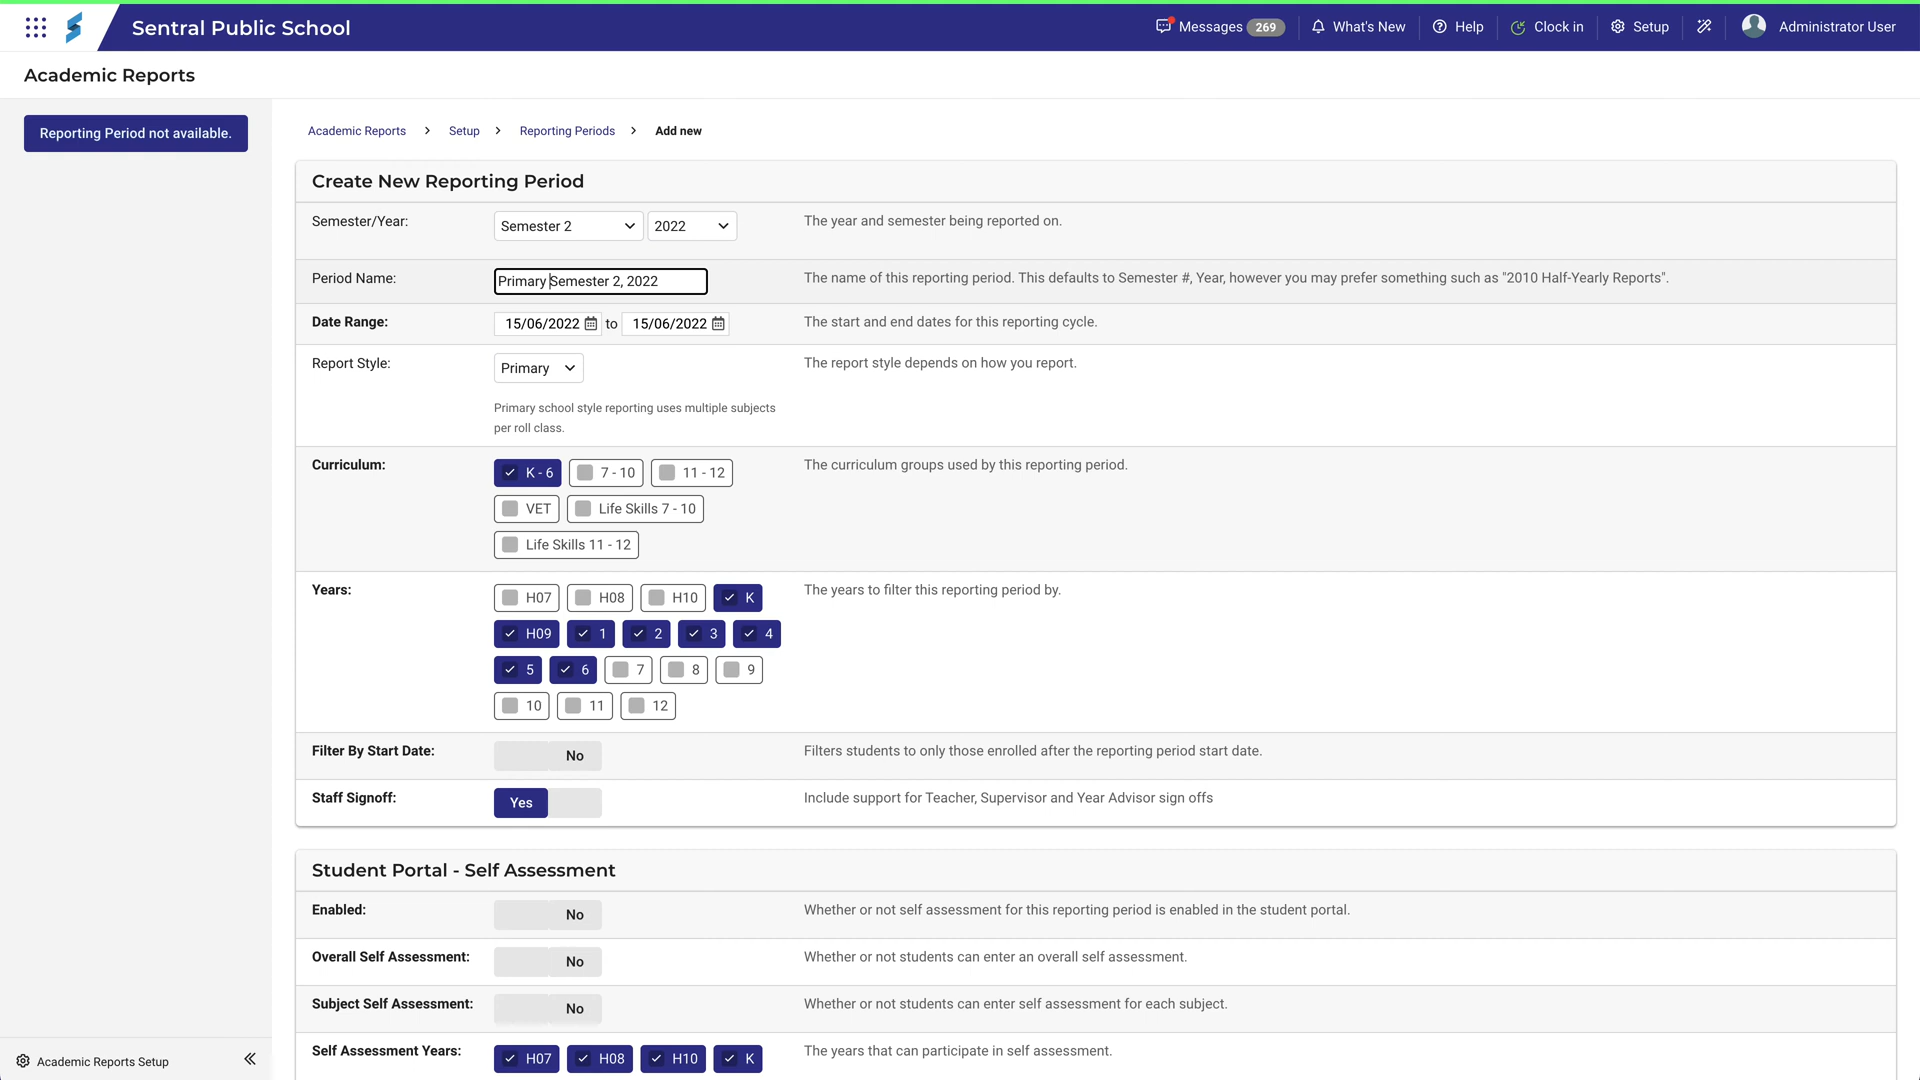 Sentral Public School
Messages 269
What's New
Help
Clock in
Setup
Administrator User
Academic Reports
Reporting Period not available.
Academic Reports > Setup > Reporting Periods > Add new
Create New Reporting Period
Semester/Year: Semester 2 2022 The year and semester being reported on.
Period Name: Primary Semester 2, 2022 The name of this reporting period. This defaults to Semester #, Year, however you may prefer something such as "2010 Half-Yearly Reports".
Date Range: 15/06/2022 to 15/06/2022 The start and end dates for this reporting cycle.
Report Style: Primary The report style depends on how you report.
Primary school style reporting uses multiple subjects
per roll class.
Curriculum: K - 6 7 - 10 11 - 12 The curriculum groups used by this reporting period.
VET Life Skills 7 - 10
Life Skills 11 - 12
Years: H07 H08 H10 K The years to filter this reporting period by.
H09 1 2 3 4
5 6 7 8 9
10 11 12
Filter By Start Date: No Filters students to only those enrolled after the reporting period start date.
Staff Signoff: Yes Include support for Teacher, Supervisor and Year Advisor sign offs
Student Portal - Self Assessment
Enabled: No Whether or not self assessment for this reporting period is enabled in the student portal.
Overall Self Assessment: No Whether or not students can enter an overall self assessment.
Subject Self Assessment: No Whether or not students can enter self assessment for each subject.
Self Assessment Years: H07 H08 H10 K The years that can participate in self assessment.
Academic Reports Setup